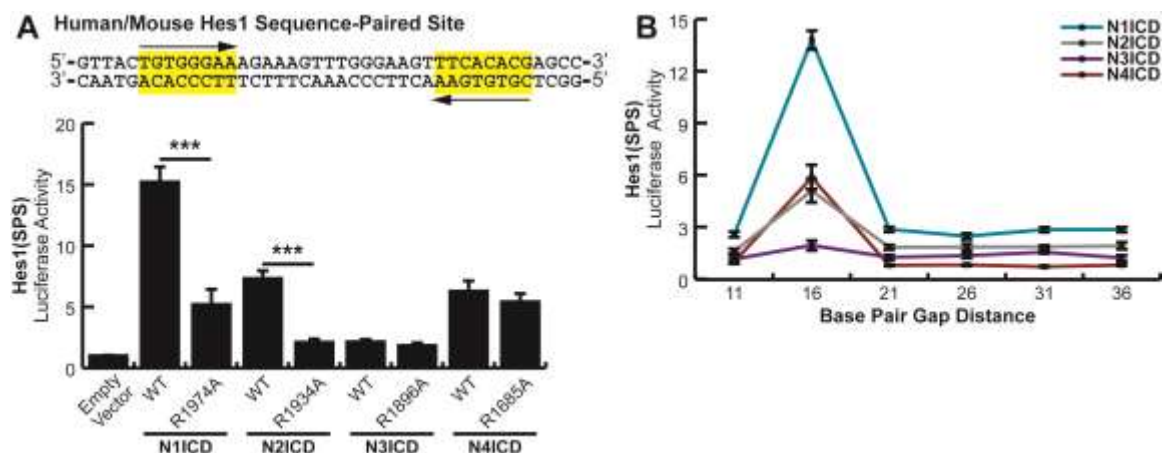 A Human/Mouse Hes1 Sequence-Paired Site
5'-GTTACTGTGGGAAAGAAAGTTTGGGAAGTTTCACACGAGCC-3'
3'-CAATGACACCCTTTCTTTCAAACCCTTCAAAGTGTGCTCGG-5'
Hes1(SPS)
Luciferase Activity
20
15
10
5
0
***
***
Empty Vector
WT
R1974A
WT
R1934A
WT
R1896A
WT
R1685A
N1ICD
N2ICD
N3ICD
N4ICD
B
Hes1(SPS)
Luciferase Activity
15
12
9
6
3
0
11
16
21
26
31
36
Base Pair Gap Distance
N1ICD
N2ICD
N3ICD
N4ICD